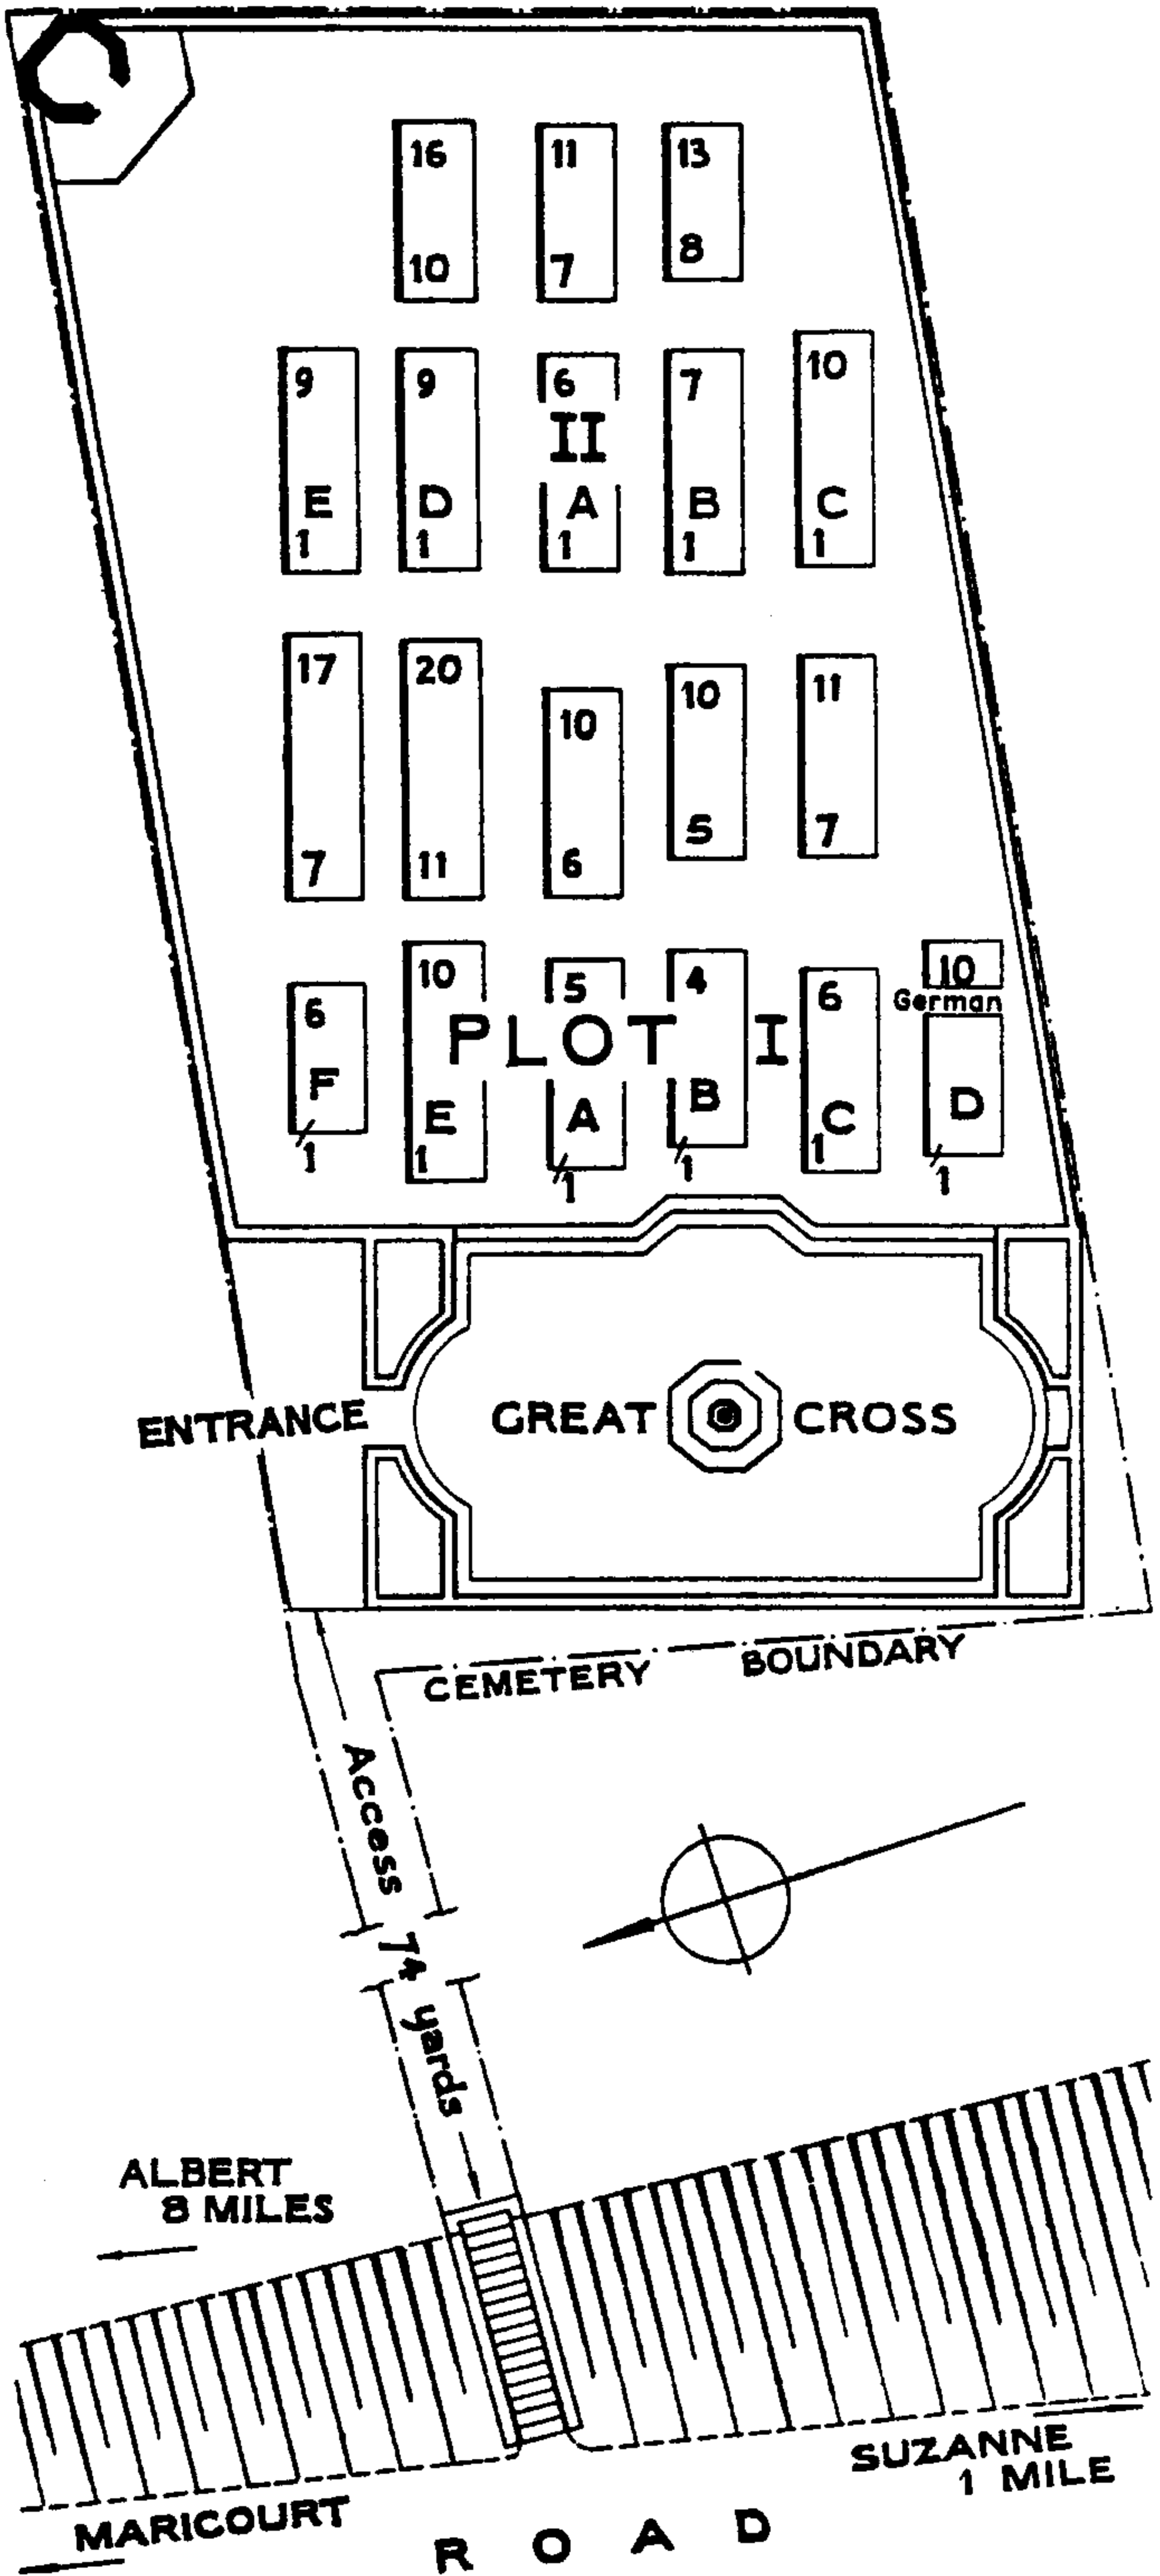 16 11 13
10 7 8
9 9 6 7 10
II
E D A B C
1 1 1 1 1
17 20 10 10 11
7 11 6 5 7
6 10 5 4 6 10
German
PLOT I
F E A B C D
1 1 1 1 1 1
ENTRANCE GREAT CROSS
CEMETERY BOUNDARY
Access 74 yards
ALBERT
8 MILES
SUZANNE
1 MILE
MARICOURT
ROAD